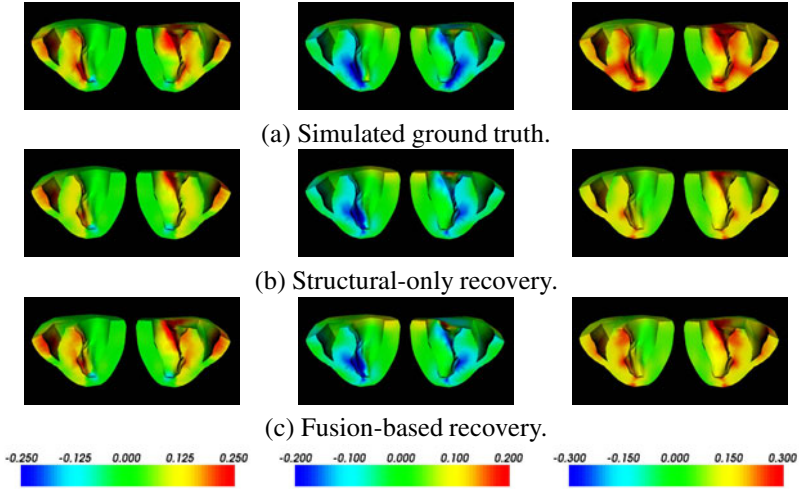 (a) Simulated ground truth.
(b) Structural-only recovery.
(c) Fusion-based recovery.
-0.250 -0.125 0.000 0.125 0.250 -0.200 -0.100 0.000 0.100 0.200 -0.300 -0.150 0.000 0.150 0.300